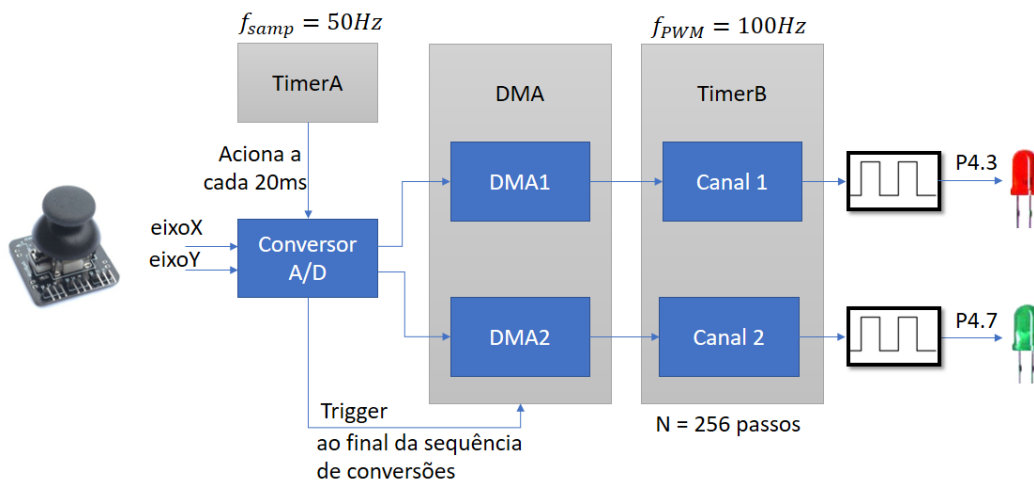 f_samp = 50Hz
f_PWM = 100Hz
TimerA
DMA
TimerB
Aciona a
cada 20ms
DMA1
Canal 1
P4.3
eixoX
eixoY
Conversor
A/D
DMA2
Canal 2
P4.7
Trigger
ao final da sequência
de conversões
N = 256 passos